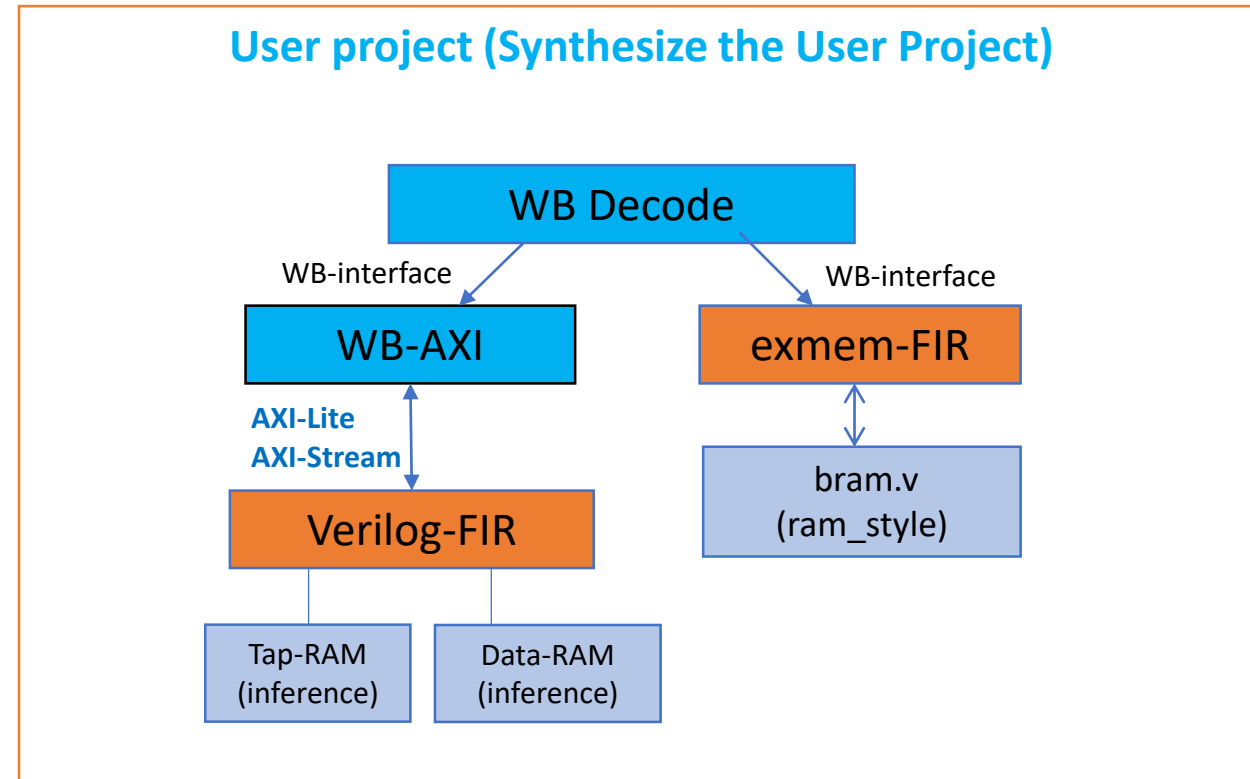 User project (Synthesize the User Project)
WB Decode
WB-interface
WB-interface
WB-AXI
exmem-FIR
AXI-Lite
AXI-Stream
bram.v
(ram_style)
Verilog-FIR
Tap-RAM
(inference)
Data-RAM
(inference)